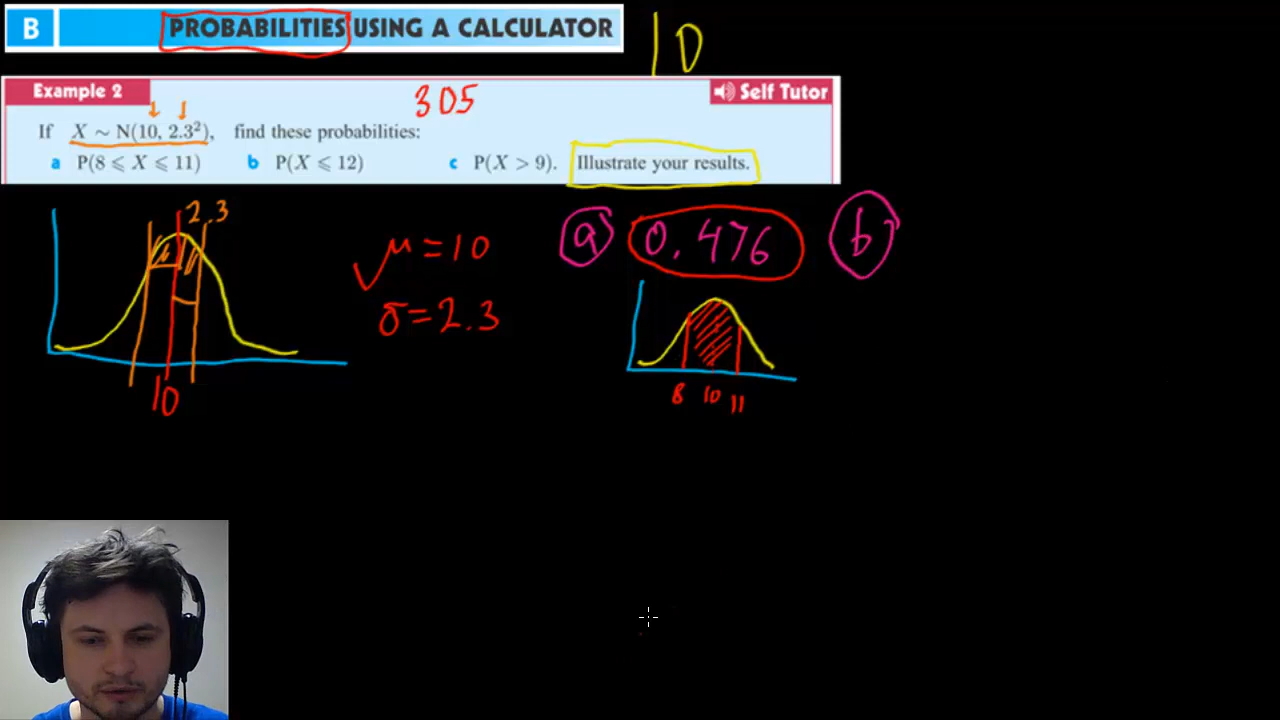 B PROBABILITIES USING A CALCULATOR
10
Example 2
305
Self Tutor
If X ~ N(10, 2.3²), find these probabilities:
a P(8 ⩽ X ⩽ 11) b P(X ⩽ 12) c P(X > 9). Illustrate your results.
2.3
μ = 10
σ = 2.3
10
a 0.476 b
8 10 11